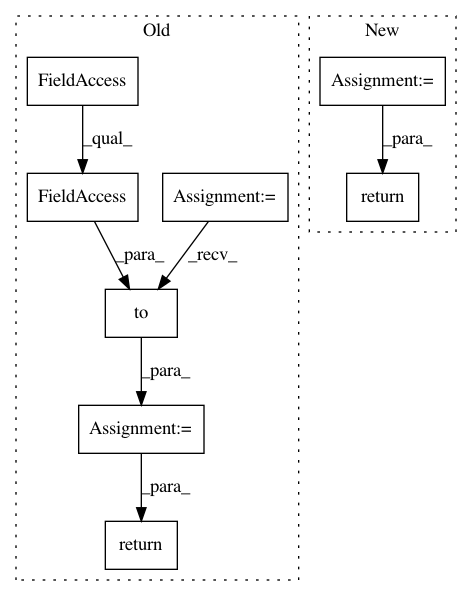 Old
New
FieldAccess
Assignment:=
_qual_
_para_
FieldAccess
Assignment:=
return
_para_
_recv_
to
_para_
Assignment:=
_para_
return